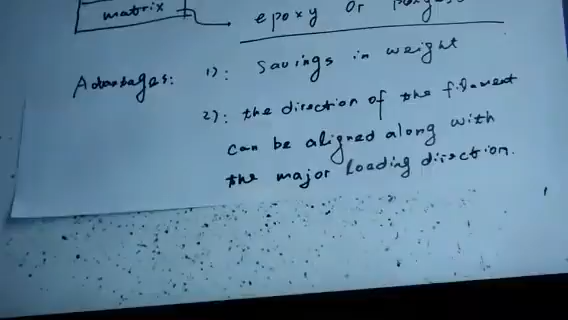 matrix
epoxy or
Advantages: 1): savings in weight
2): the direction of the filament
can be aligned along with
the major loading direction.